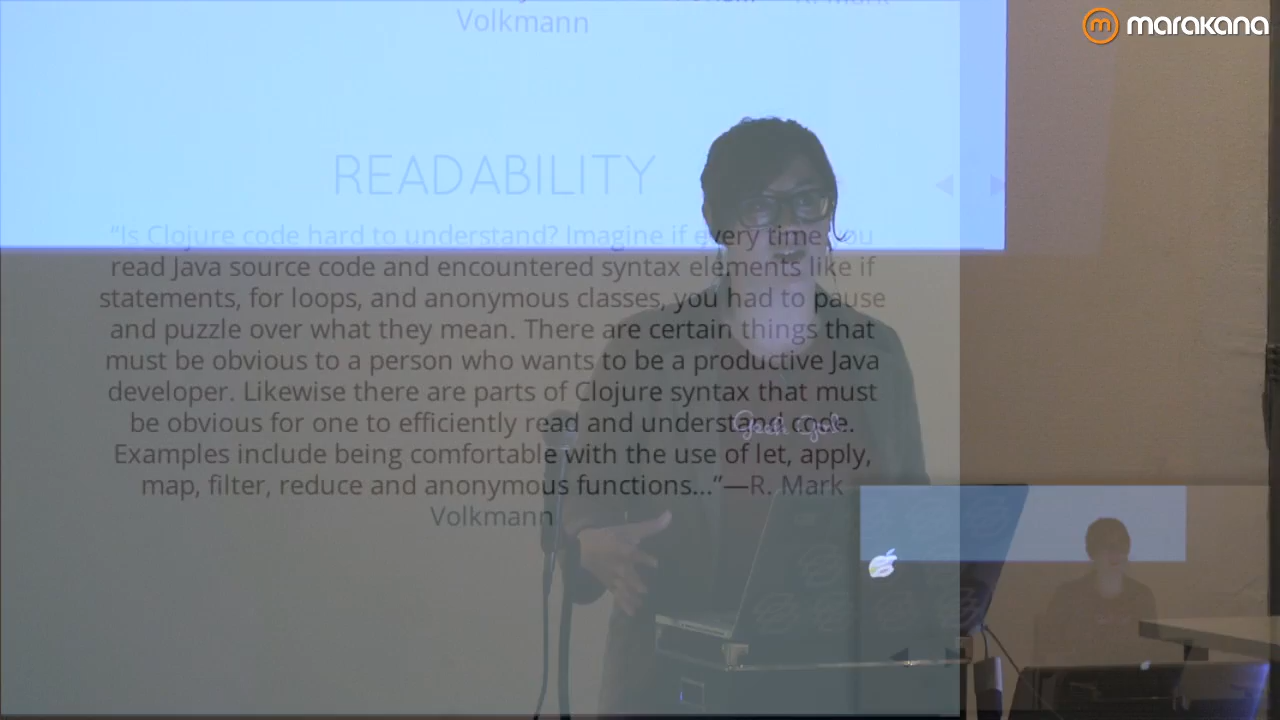 R. Mark
Volkmann
marakana
READABILITY
“Is Clojure code hard to understand? Imagine if every time you
read Java source code and encountered syntax elements like if
statements, for loops, and anonymous classes, you had to pause
and puzzle over what they mean. There are certain things that
must be obvious to a person who wants to be a productive Java
developer. Likewise there are parts of Clojure syntax that must
be obvious for one to efficiently read and understand code.
Examples include being comfortable with the use of let, apply,
map, filter, reduce and anonymous functions...”—R. Mark
Volkmann
Geek Girl